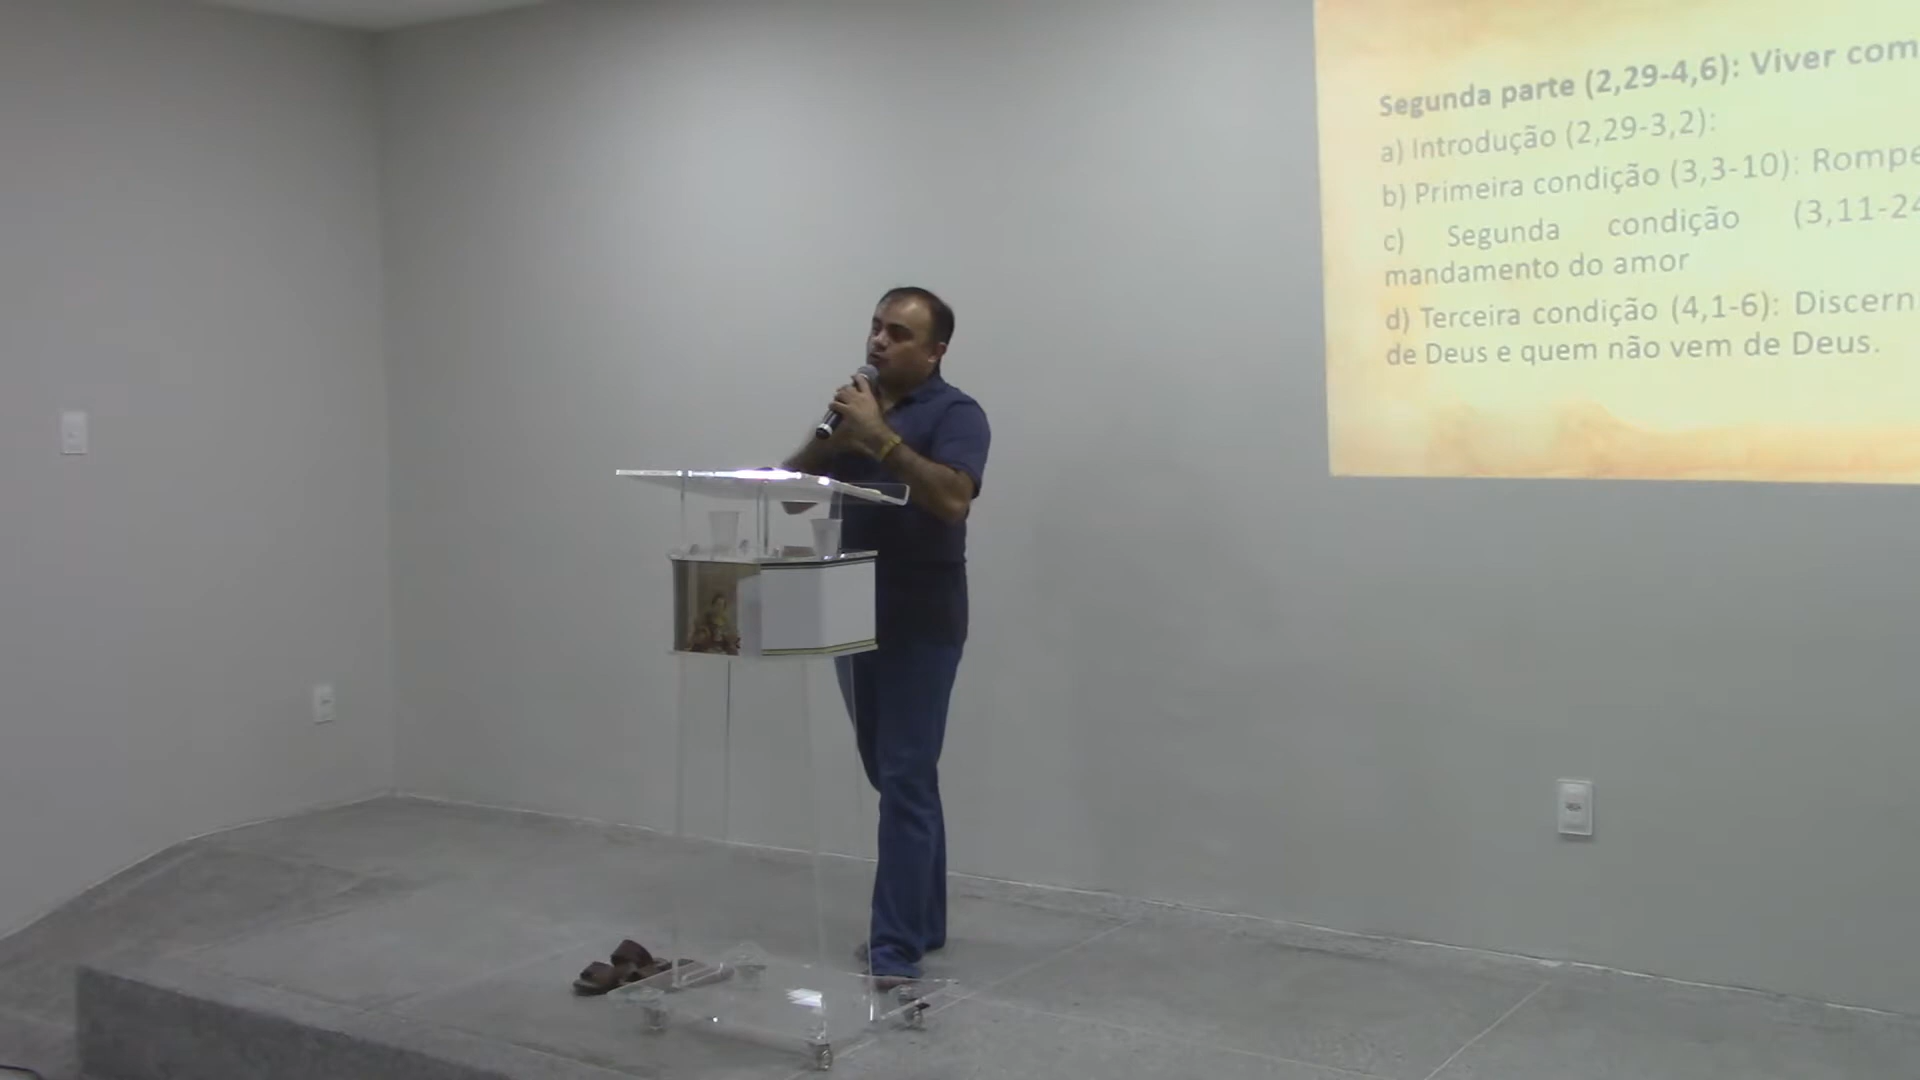 Segunda parte (2,29-4,6): Viver com
a) Introdução (2,29-3,2):
b) Primeira condição (3,3-10): Rompe
c) Segunda condição (3,11-24
mandamento do amor
d) Terceira condição (4,1-6): Discern
de Deus e quem não vem de Deus.